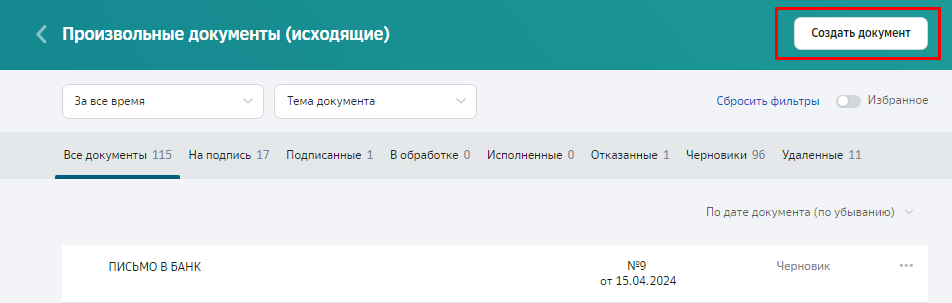 Произвольные документы (исходящие)
Создать документ
За все время
Тема документа
Сбросить фильтры
Избранное
Все документы 115 На подпись 17 Подписанные 1 В обработке 0 Исполненные 0 Отказанные 1 Черновики 96 Удаленные 11
По дате документа (по убыванию)
ПИСЬМО В БАНК
№9
от 15.04.2024
Черновик